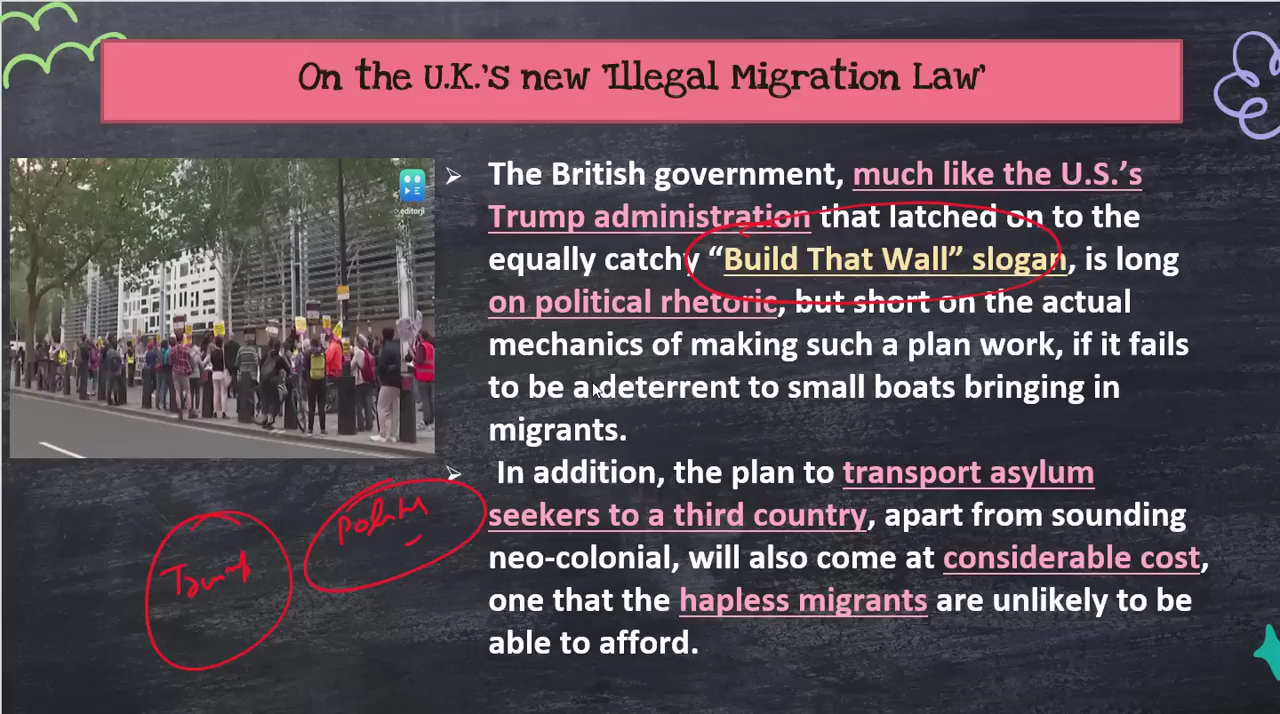 On the U.K.'s new 'Illegal Migration Law'
editorji
➢ The British government, much like the U.S.'s
Trump administration that latched on to the
equally catchy “Build That Wall” slogan, is long
on political rhetoric, but short on the actual
mechanics of making such a plan work, if it fails
to be a deterrent to small boats bringing in
migrants.
➢ In addition, the plan to transport asylum
seekers to a third country, apart from sounding
neo-colonial, will also come at considerable cost,
one that the hapless migrants are unlikely to be
able to afford.